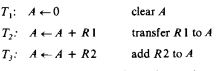 T₁: A ← 0 clear A
T₂: A ← A + R1 transfer R1 to A
T₃: A ← A + R2 add R2 to A